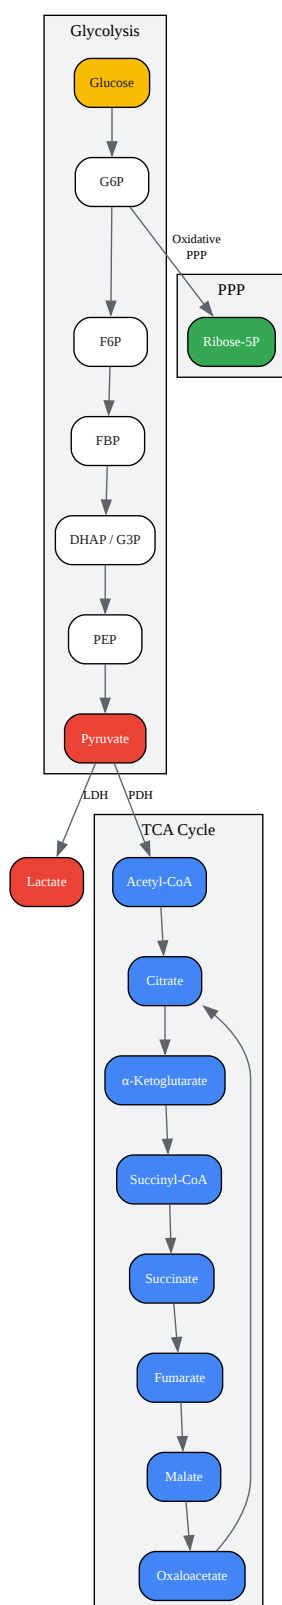 Glycolysis
Glucose
G6P
Oxidative
PPP
PPP
F6P
Ribose-5P
FBP
DHAP / G3P
PEP
Pyruvate
LDH
PDH
TCA Cycle
Lactate
Acetyl-CoA
Citrate
α-Ketoglutarate
Succinyl-CoA
Succinate
Fumarate
Malate
Oxaloacetate